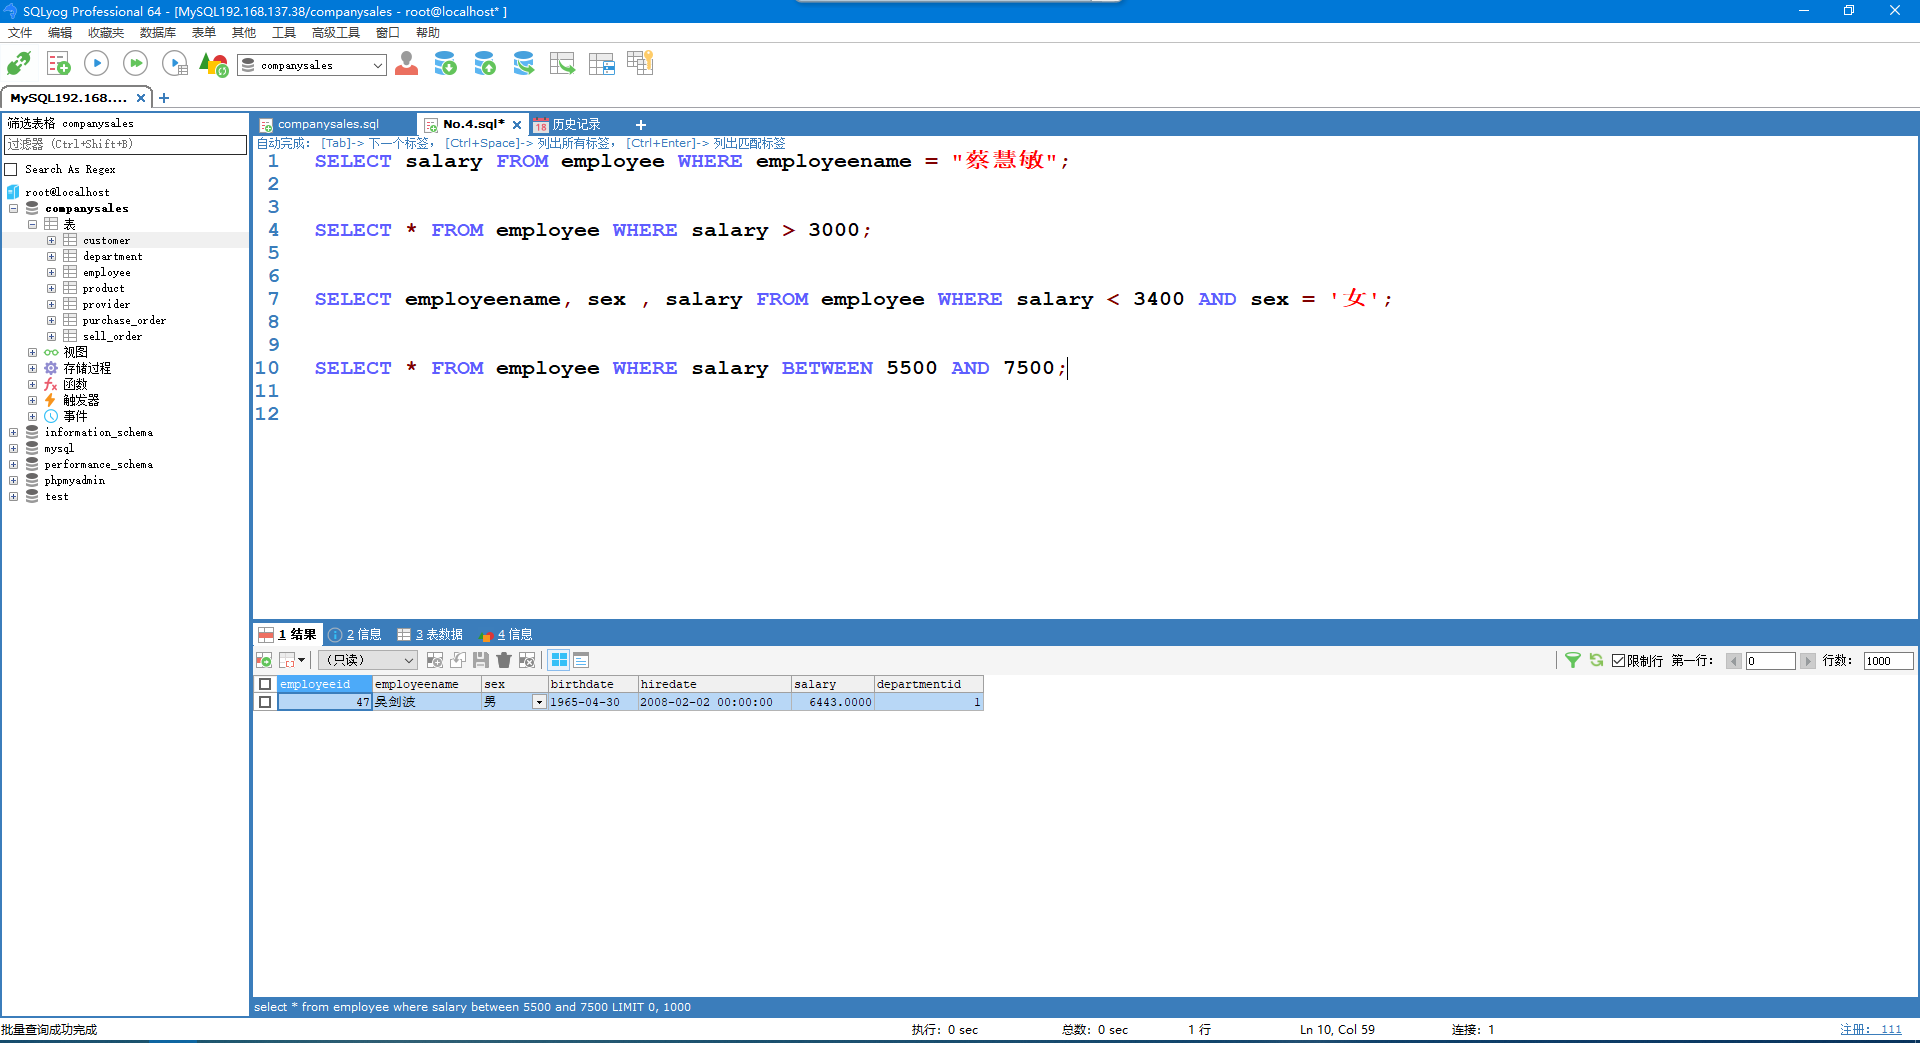 SQLyog Professional 64 - [MySQL192.168.137.38/companysales - root@localhost* ]
文件 编辑 收藏夹 数据库 表单 其他 工具 高级工具 窗口 帮助
companysales
MySQL192.168....
筛选表格 companysales
过滤器 (Ctrl+Shift+B)
Search As Regex
root@localhost
companysales
表
customer
department
employee
product
provider
purchase_order
sell_order
视图
存储过程
函数
触发器
事件
information_schema
mysql
performance_schema
phpmyadmin
test
companysales.sql No.4.sql* 18 历史记录
自动完成： [Tab]-> 下一个标签， [Ctrl+Space]-> 列出所有标签， [Ctrl+Enter]-> 列出匹配标签
1 SELECT salary FROM employee WHERE employeename = "蔡慧敏";
2
3
4 SELECT * FROM employee WHERE salary > 3000;
5
6
7 SELECT employeename, sex , salary FROM employee WHERE salary < 3400 AND sex = '女';
8
9
10 SELECT * FROM employee WHERE salary BETWEEN 5500 AND 7500;
11
12
1 结果 2 信息 3 表数据 4 信息
（只读） 限制行 第一行： 0 行数： 1000
employeeid employeename sex birthdate hiredate salary departmentid
47 吴剑波 男 1965-04-30 2008-02-02 00:00:00 6443.0000 1
select * from employee where salary between 5500 and 7500 LIMIT 0, 1000
批量查询成功完成 执行：0 sec 总数：0 sec 1 行 Ln 10, Col 59 连接：1 注册： 111